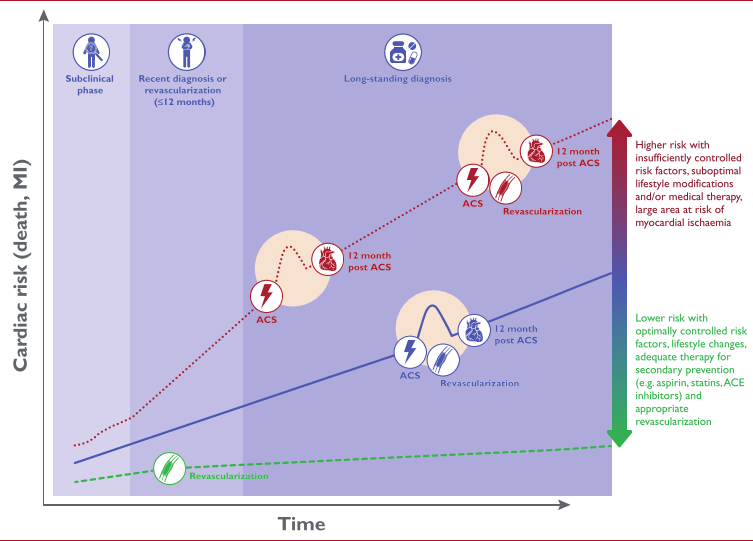 Subclinical
phase
Recent diagnosis or
revascularization
(≤12 months)
Long-standing diagnosis
Cardiac risk (death, MI)
12 month
post ACS
ACS
Revascularization
12 month
post ACS
ACS
12 month
post ACS
ACS
Revascularization
Revascularization
Higher risk with
insufficiently controlled
risk factors, suboptimal
lifestyle modifications
and/or medical therapy,
large area at risk of
myocardial ischaemia
Lower risk with
optimally controlled risk
factors, lifestyle changes,
adequate therapy for
secondary prevention
(e.g. aspirin, statins, ACE
inhibitors) and
appropriate
revascularization
Time